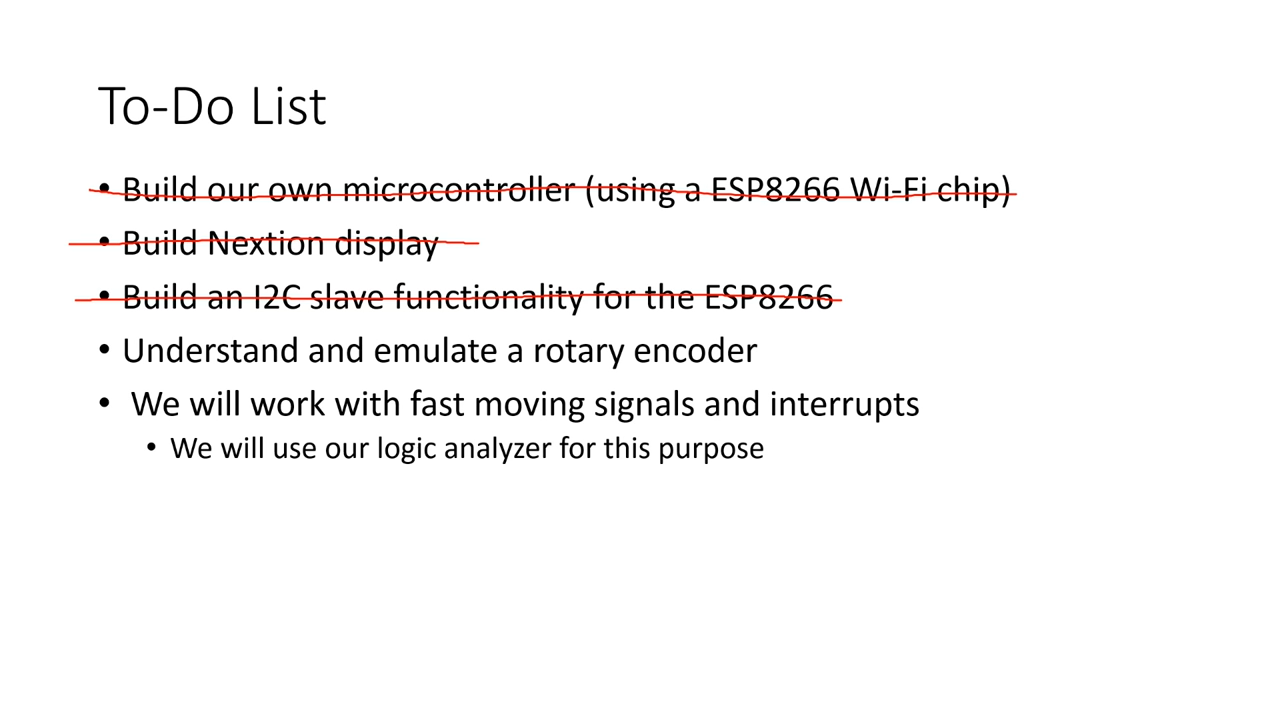 To-Do List
• Build our own microcontroller (using a ESP8266 Wi-Fi chip)
• Build Nextion display
• Build an I2C slave functionality for the ESP8266
• Understand and emulate a rotary encoder
• We will work with fast moving signals and interrupts
• We will use our logic analyzer for this purpose